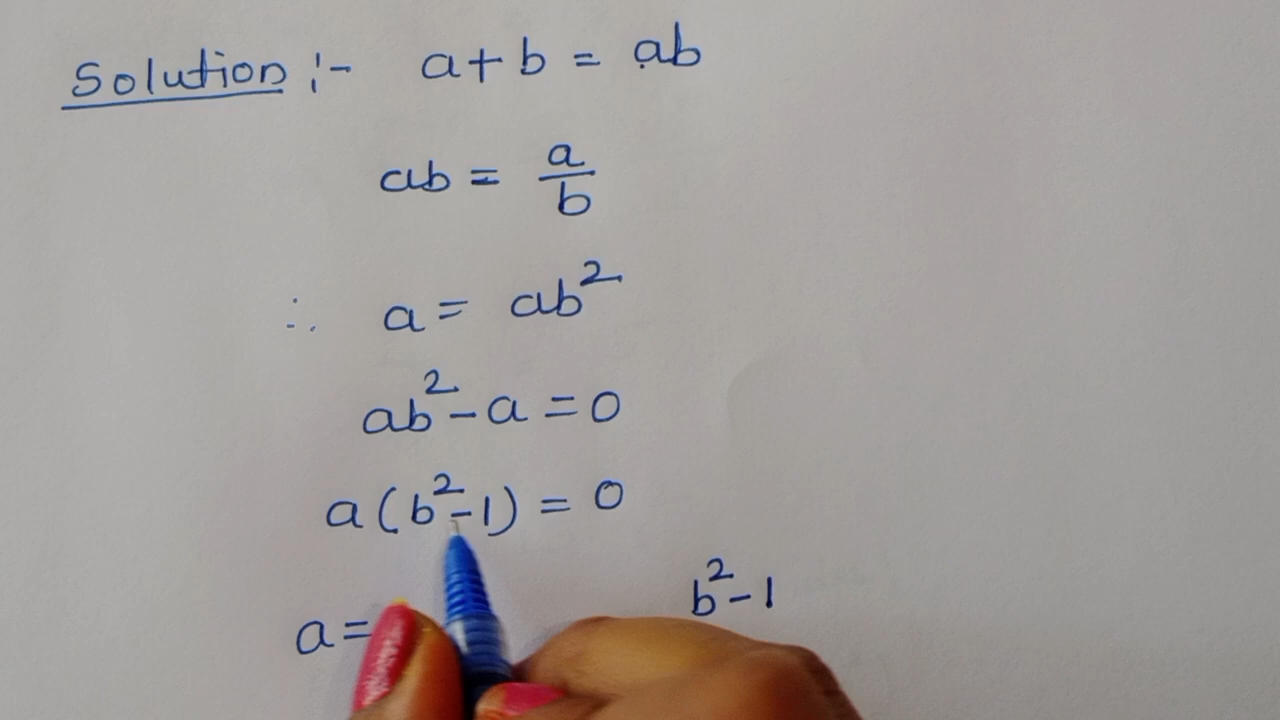 Solution :- a+b = ab
ab = a/b
∴ a = ab²
ab² - a = 0
a(b² - 1) = 0
a = b² - 1